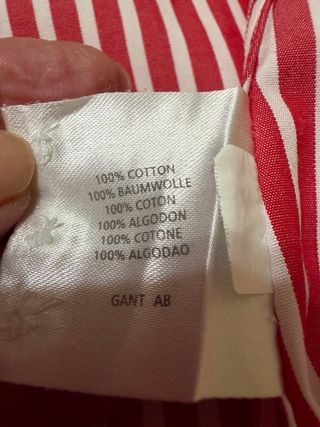 100% COTTON
100% BAUMWOLLE
100% COTON
100% ALGODON
100% COTONE
100% ALGODAO
GANT AB